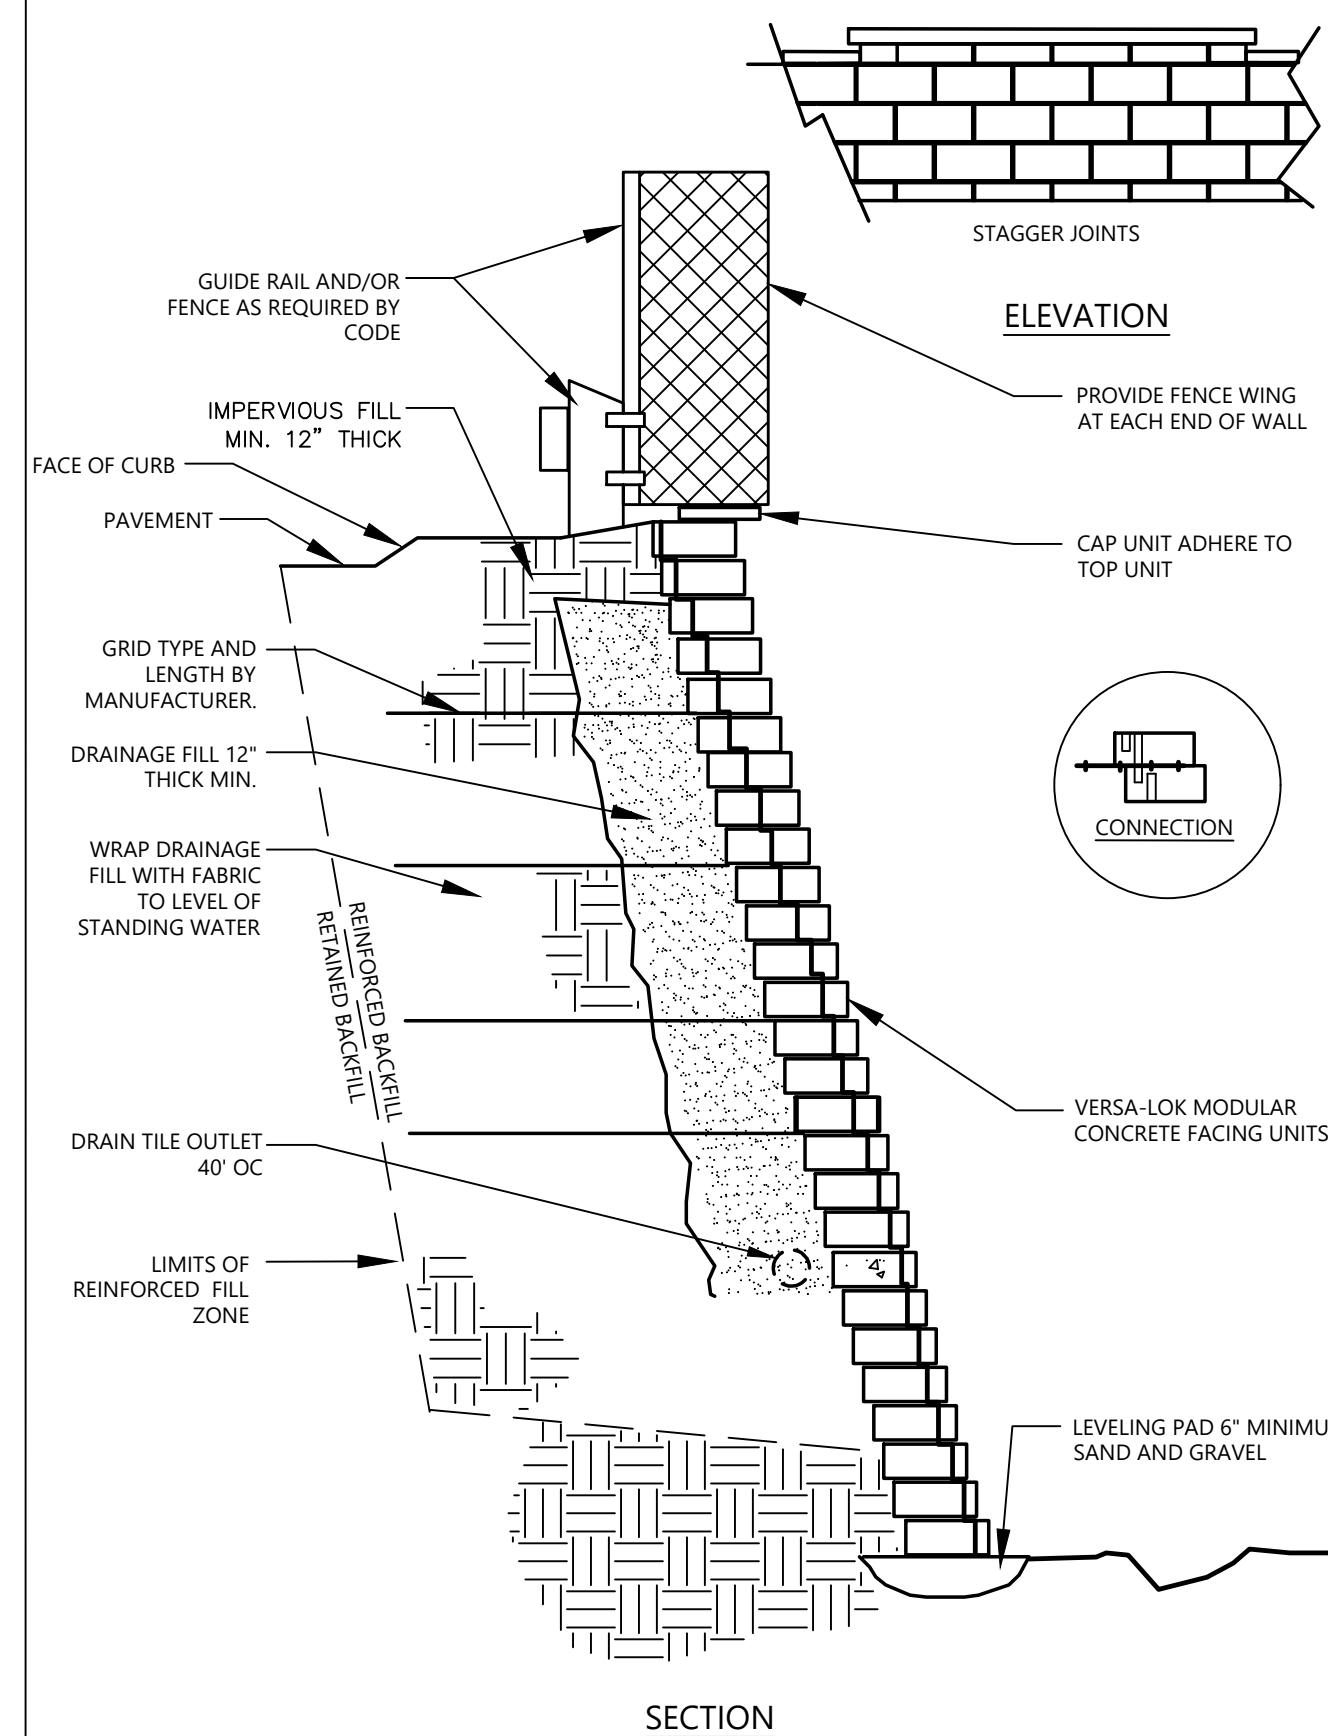 STAGGER JOINTS
ELEVATION
GUIDE RAIL AND/OR
FENCE AS REQUIRED BY
CODE
IMPERVIOUS FILL
MIN. 12” THICK
FACE OF CURB
PAVEMENT
PROVIDE FENCE WING
AT EACH END OF WALL
CAP UNIT ADHERE TO
TOP UNIT
GRID TYPE AND
LENGTH BY
MANUFACTURER.
DRAINAGE FILL 12"
THICK MIN.
CONNECTION
WRAP DRAINAGE
FILL WITH FABRIC
TO LEVEL OF
STANDING WATER
REINFORCED BACKFILL
RETAINED BACKFILL
VERSA-LOK MODULAR
CONCRETE FACING UNITS
DRAIN TILE OUTLET
40' OC
LIMITS OF
REINFORCED FILL
ZONE
LEVELING PAD 6" MINIMU
SAND AND GRAVEL
SECTION